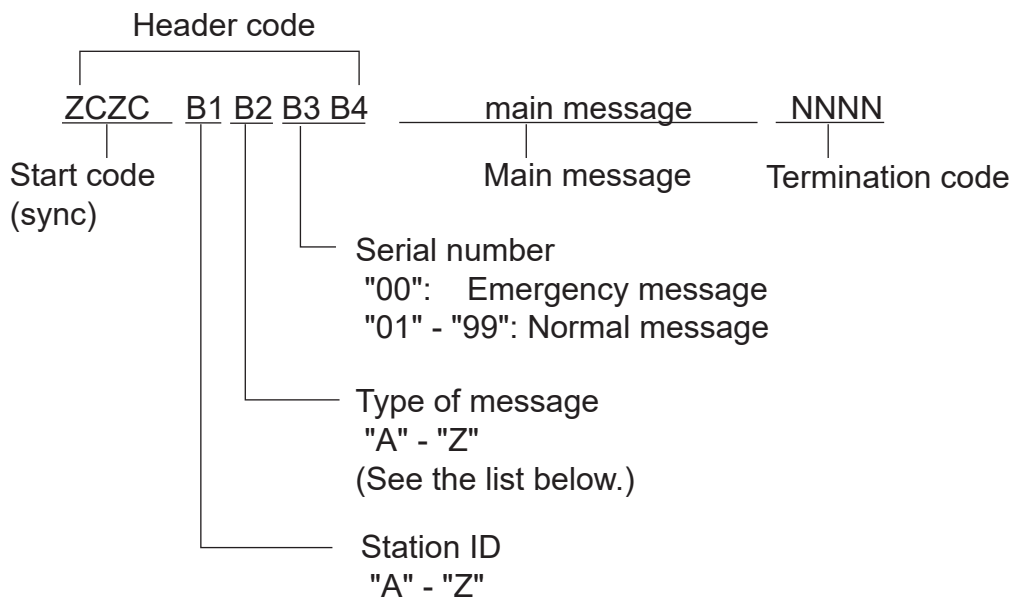 Header code
ZCZC B1 B2 B3 B4 main message NNNN
Start code Main message Termination code
(sync)
Serial number
"00": Emergency message
"01" - "99": Normal message
Type of message
"A" - "Z"
(See the list below.)
Station ID
"A" - "Z"